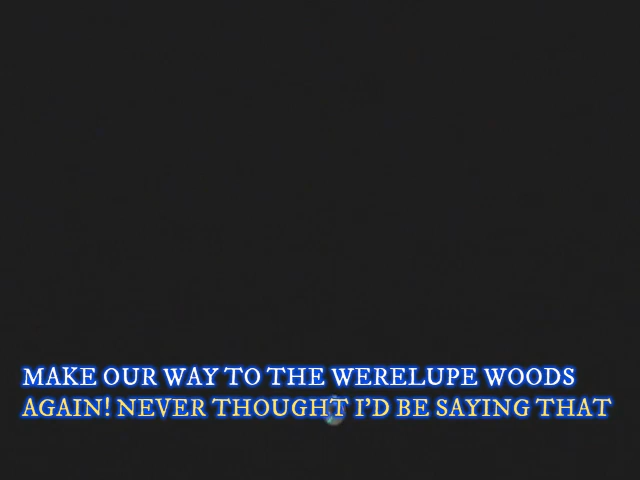 MAKE OUR WAY TO THE WERELUPE WOODS
AGAIN! NEVER THOUGHT I'D BE SAYING THAT